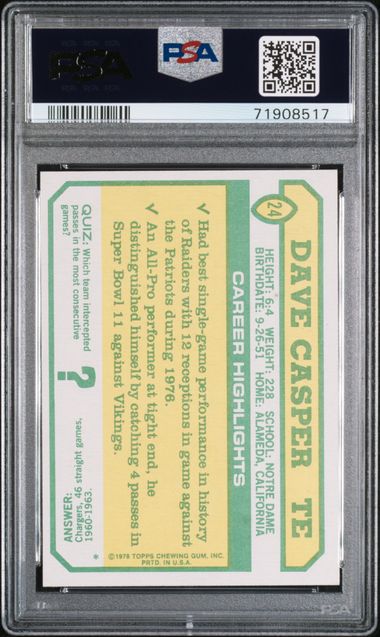 PSA
PSA
71908517
24
DAVE CASPER TE
HEIGHT: 6:4 WEIGHT: 228 SCHOOL: NOTRE DAME
BIRTHDATE: 9-26-51 HOME: ALAMEDA, CALIFORNIA
CAREER HIGHLIGHTS
✓ Had best single-game performance in history
of Raiders with 12 receptions in game against
the Patriots during 1976.
✓ An All-Pro performer at tight end, he
distinguished himself by catching 4 passes in
Super Bowl 11 against Vikings.
QUIZ: Which team intercepted
passes in the most consecutive
games?
?
ANSWER:
Chargers, 46 straight games,
1960-1963.
*
©1978 TOPPS CHEWING GUM, INC.
PRTD. IN U.S.A.
PSA